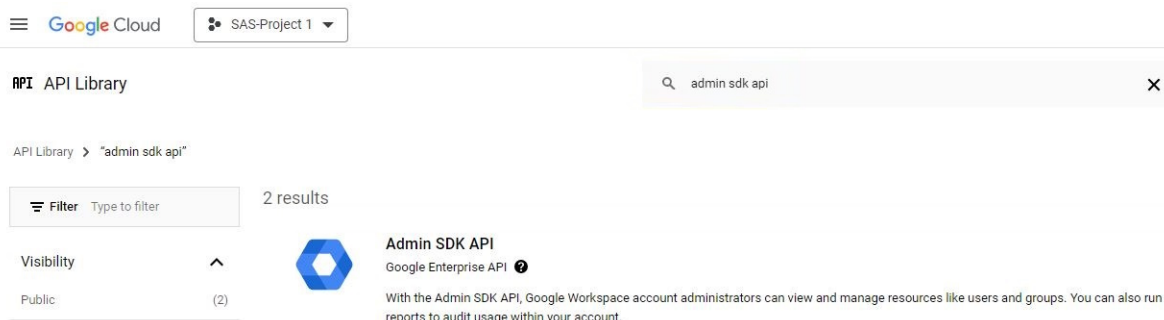 Google Cloud
SAS-Project 1
API API Library
admin sdk api
API Library > "admin sdk api"
Filter Type to filter
2 results
Admin SDK API
Google Enterprise API
Visibility
Public (2)
With the Admin SDK API, Google Workspace account administrators can view and manage resources like users and groups. You can also run
reports to audit usage within your account.